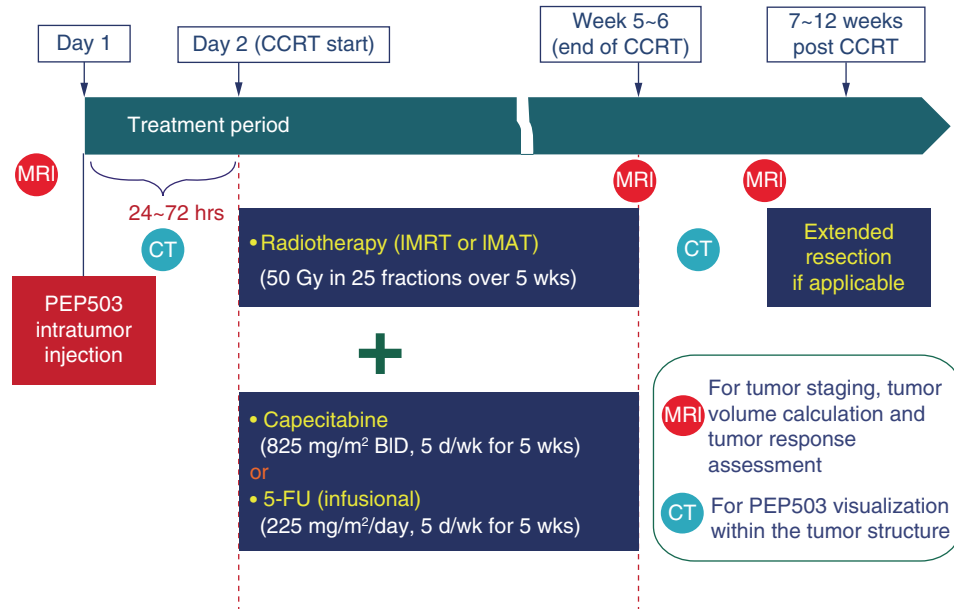 Day 1
Day 2 (CCRT start)
Week 5~6
(end of CCRT)
7~12 weeks
post CCRT
Treatment period
MRI
24~72 hrs
CT
MRI
MRI
CT
PEP503
intratumor
injection
• Radiotherapy (IMRT or IMAT)
(50 Gy in 25 fractions over 5 wks)
Extended
resection
if applicable
+
• Capecitabine
(825 mg/m² BID, 5 d/wk for 5 wks)
or
• 5-FU (infusional)
(225 mg/m²/day, 5 d/wk for 5 wks)
MRI
For tumor staging, tumor
volume calculation and
tumor response
assessment
CT
For PEP503 visualization
within the tumor structure